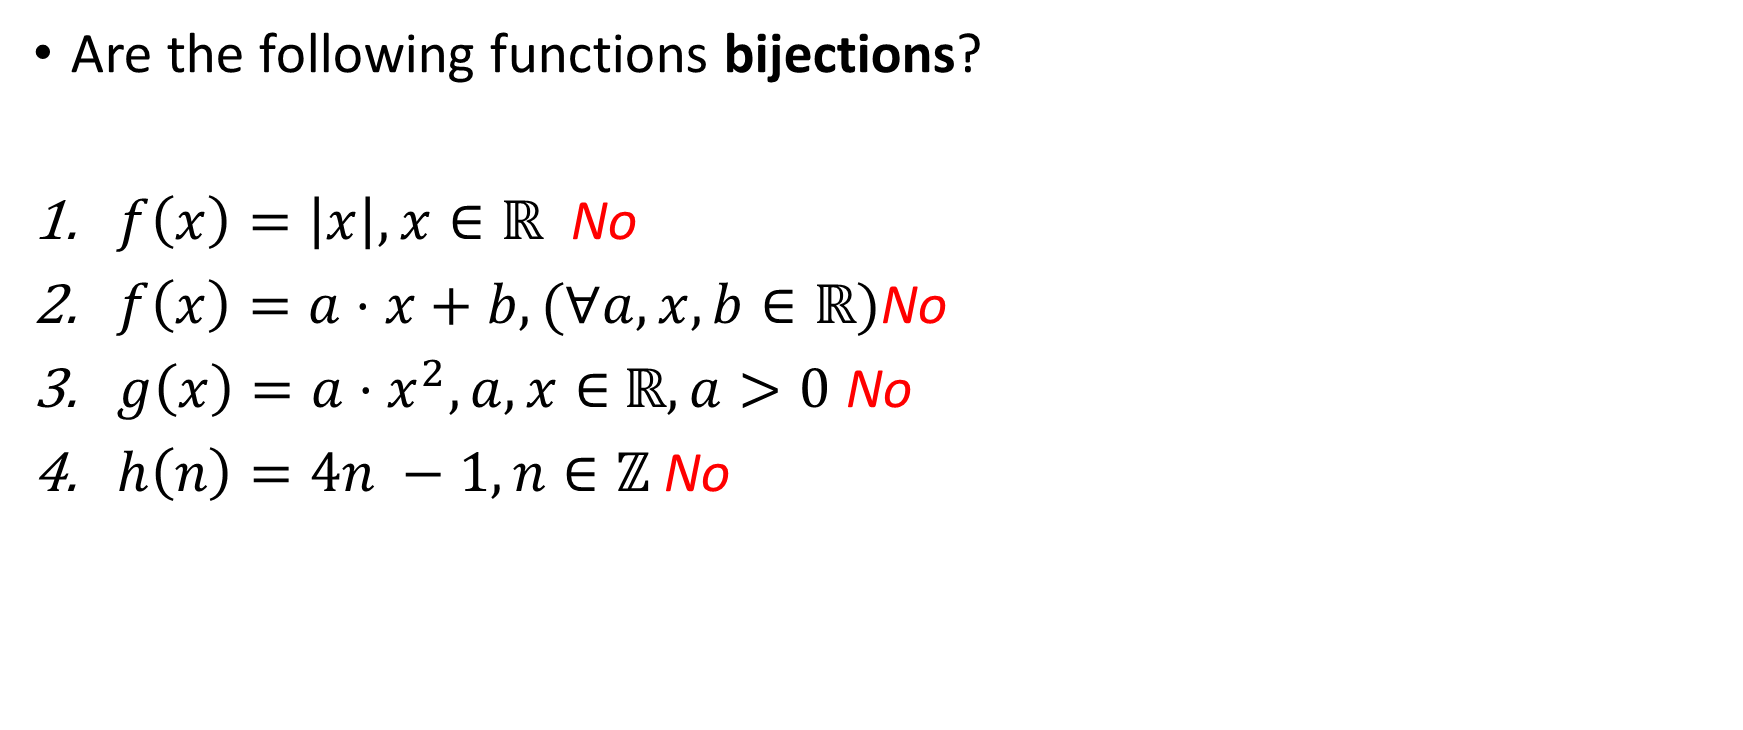 • Are the following functions bijections?
1. f(x) = |x|, x ∈ ℝ No
2. f(x) = a · x + b, (∀a, x, b ∈ ℝ)No
3. g(x) = a · x², a, x ∈ ℝ, a > 0 No
4. h(n) = 4n − 1, n ∈ ℤ No